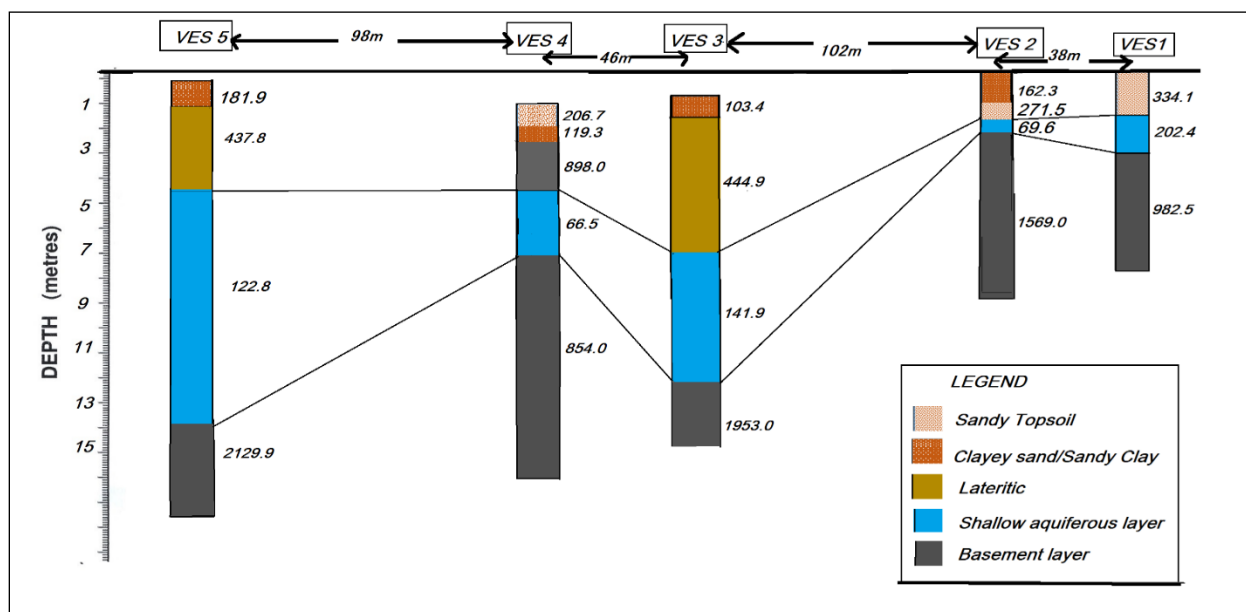 VES 5
98m
VES 4
46m
VES 3
102m
VES 2
38m
VES1
DEPTH (metres)
1
3
5
7
9
11
13
15
181.9
437.8
122.8
2129.9
206.7
119.3
898.0
66.5
854.0
103.4
444.9
141.9
1953.0
162.3
271.5
69.6
1569.0
334.1
202.4
982.5
LEGEND
Sandy Topsoil
Clayey sand/Sandy Clay
Lateritic
Shallow aquiferous layer
Basement layer